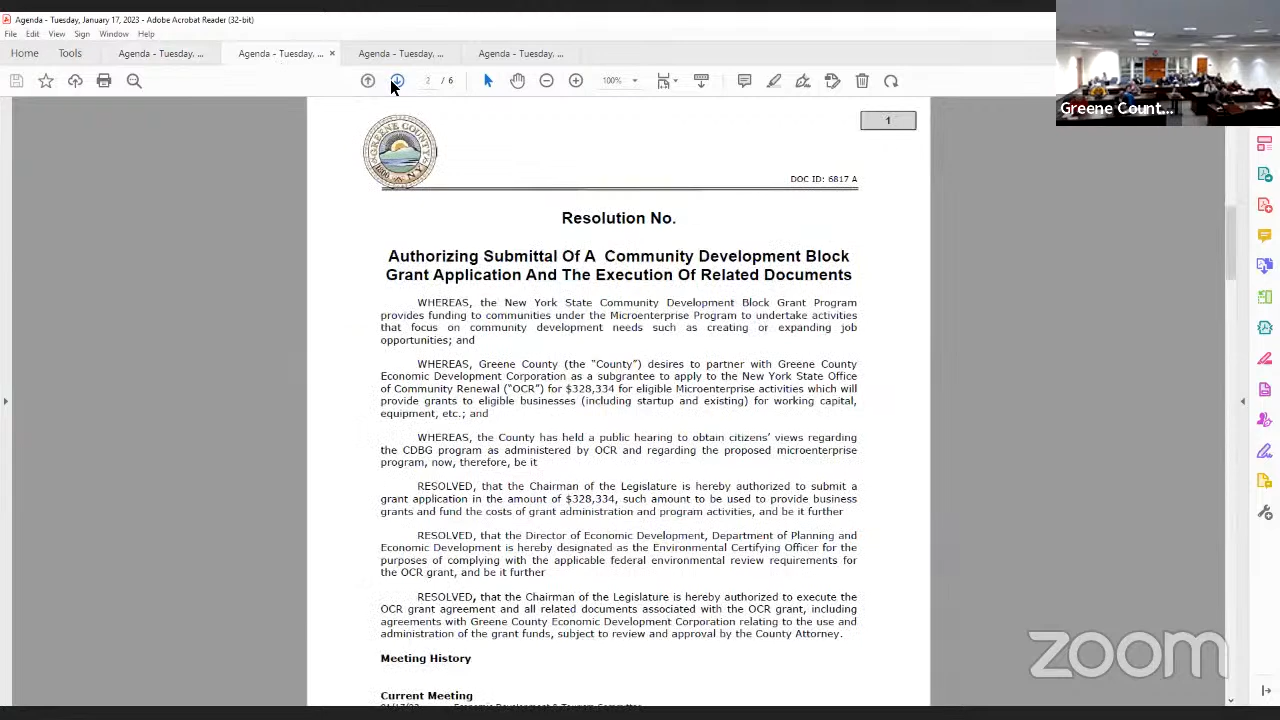 Agenda - Tuesday, January 17, 2023 - Adobe Acrobat Reader (32-bit)
File Edit View Sign Window Help
Home Tools Agenda - Tuesday, ... Agenda - Tuesday, ... × Agenda - Tuesday, ... Agenda - Tuesday, ...
2 / 6 100%
Greene Count...
1
GREENE COUNTY
1800 N.Y.
DOC ID: 6817 A
Resolution No.
Authorizing Submittal Of A Community Development Block
Grant Application And The Execution Of Related Documents
WHEREAS, the New York State Community Development Block Grant Program
provides funding to communities under the Microenterprise Program to undertake activities
that focus on community development needs such as creating or expanding job
opportunities; and
WHEREAS, Greene County (the "County") desires to partner with Greene County
Economic Development Corporation as a subgrantee to apply to the New York State Office
of Community Renewal ("OCR") for $328,334 for eligible Microenterprise activities which will
provide grants to eligible businesses (including startup and existing) for working capital,
equipment, etc.; and
WHEREAS, the County has held a public hearing to obtain citizens' views regarding
the CDBG program as administered by OCR and regarding the proposed microenterprise
program, now, therefore, be it
RESOLVED, that the Chairman of the Legislature is hereby authorized to submit a
grant application in the amount of $328,334, such amount to be used to provide business
grants and fund the costs of grant administration and program activities, and be it further
RESOLVED, that the Director of Economic Development, Department of Planning and
Economic Development is hereby designated as the Environmental Certifying Officer for the
purposes of complying with the applicable federal environmental review requirements for
the OCR grant, and be it further
RESOLVED, that the Chairman of the Legislature is hereby authorized to execute the
OCR grant agreement and all related documents associated with the OCR grant, including
agreements with Greene County Economic Development Corporation relating to the use and
administration of the grant funds, subject to review and approval by the County Attorney.
Meeting History
Current Meeting
01/17/23 Economic Development & Tourism Committee
zoom